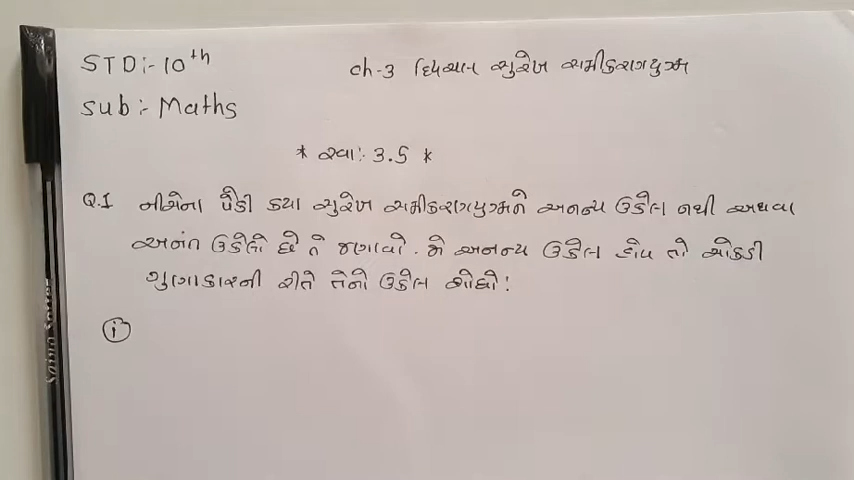 STD:- 10th
ch-3 દ્વિચલ સુરેખ સમીકરણયુગ્મ
Sub:- Maths
* સ્વા: 3.5 *
Q.1 નીચેના પૈકી કયા સુરેખ સમીકરણયુગ્મને અનન્ય ઉકેલ નથી અથવા
અનંત ઉકેલો છે તે જણાવો. જો અનન્ય ઉકેલ હોય તો ચોકડી
ગુણાકારની રીતે તેનો ઉકેલ શોધો!
i